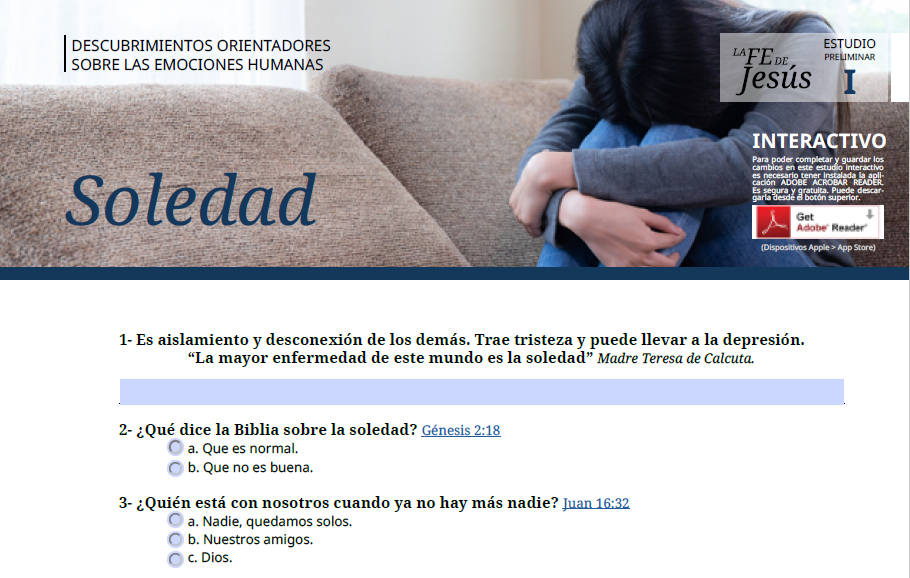 DESCUBRIMIENTOS ORIENTADORES
SOBRE LAS EMOCIONES HUMANAS
LA FE DE
Jesús
ESTUDIO
PRELIMINAR
I
Soledad
INTERACTIVO
Para poder completar y guardar los
cambios en este estudio interactivo
es necesario tener instalada la apli-
cación ADOBE ACROBAR READER.
Es segura y gratuita. Puede descar-
garla desde el botón superior.
Get
Adobe® Reader®
(Dispositivos Apple > App Store)
1- Es aislamiento y desconexión de los demás. Trae tristeza y puede llevar a la depresión.
“La mayor enfermedad de este mundo es la soledad” Madre Teresa de Calcuta.
2- ¿Qué dice la Biblia sobre la soledad? Génesis 2:18
a. Que es normal.
b. Que no es buena.
3- ¿Quién está con nosotros cuando ya no hay más nadie? Juan 16:32
a. Nadie, quedamos solos.
b. Nuestros amigos.
c. Dios.